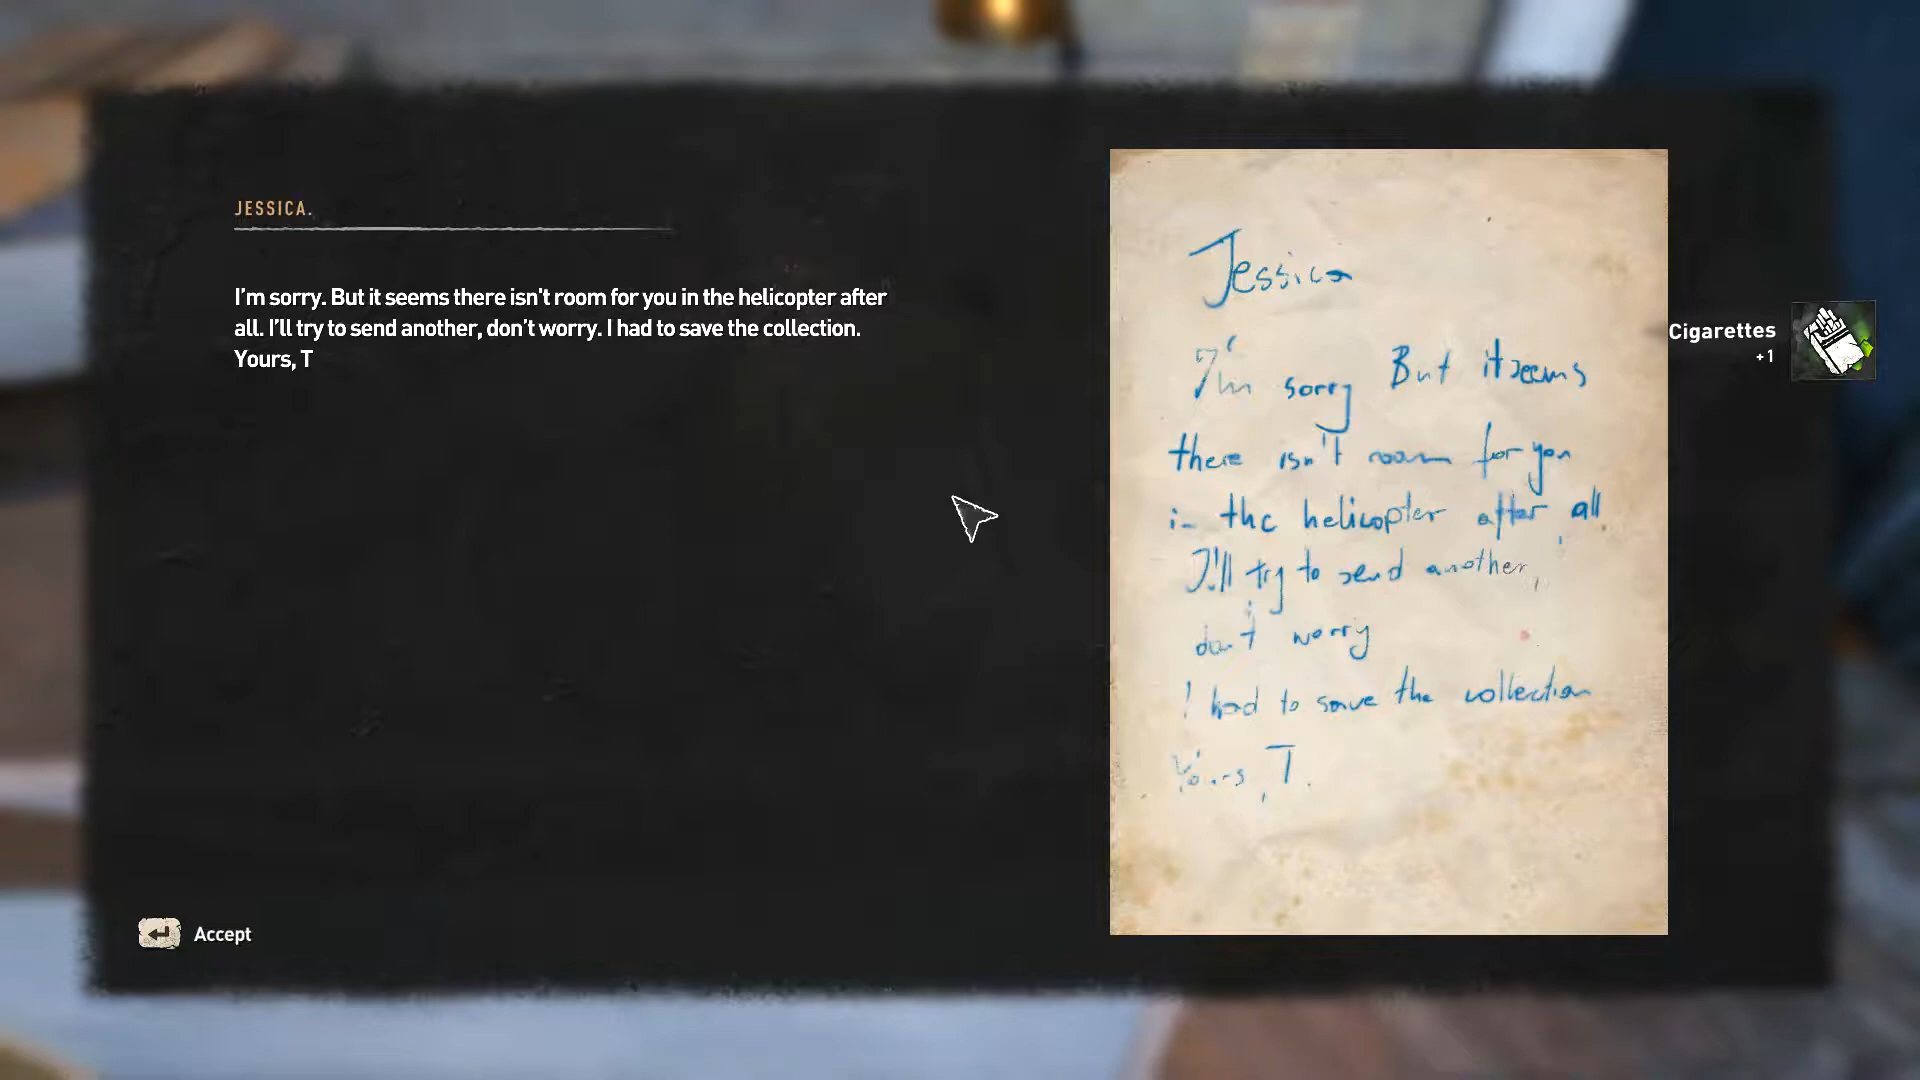 JESSICA.
I'm sorry. But it seems there isn't room for you in the helicopter after
all. I'll try to send another, don't worry. I had to save the collection.
Yours, T
Accept
Jessica
I'm sorry But it seems
there isn't room for you
in the helicopter after all
I'll try to send another,
don't worry
I had to save the collection
Yours, T.
Cigarettes
+1